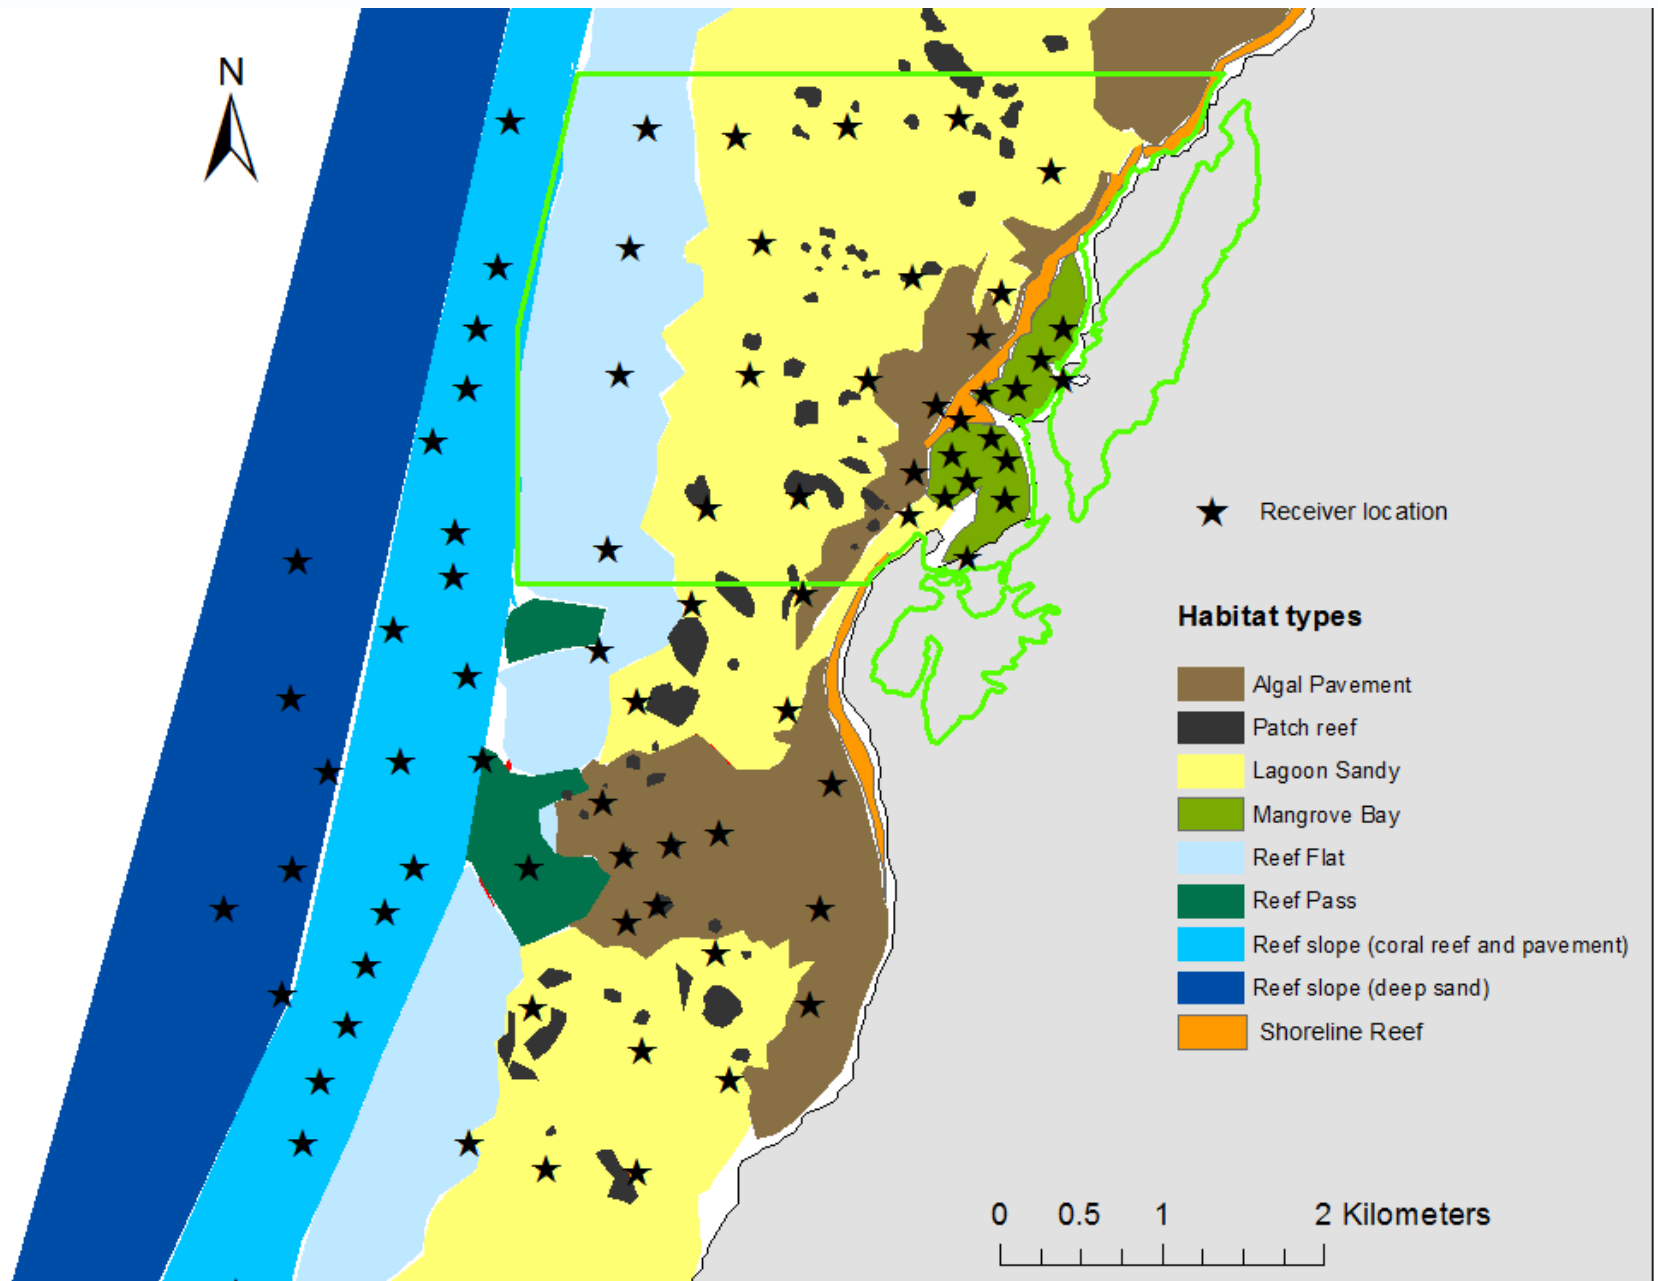 N
Receiver location
Habitat types
Algal Pavement
Patch reef
Lagoon Sandy
Mangrove Bay
Reef Flat
Reef Pass
Reef slope (coral reef and pavement)
Reef slope (deep sand)
Shoreline Reef
0 0.5 1 2 Kilometers